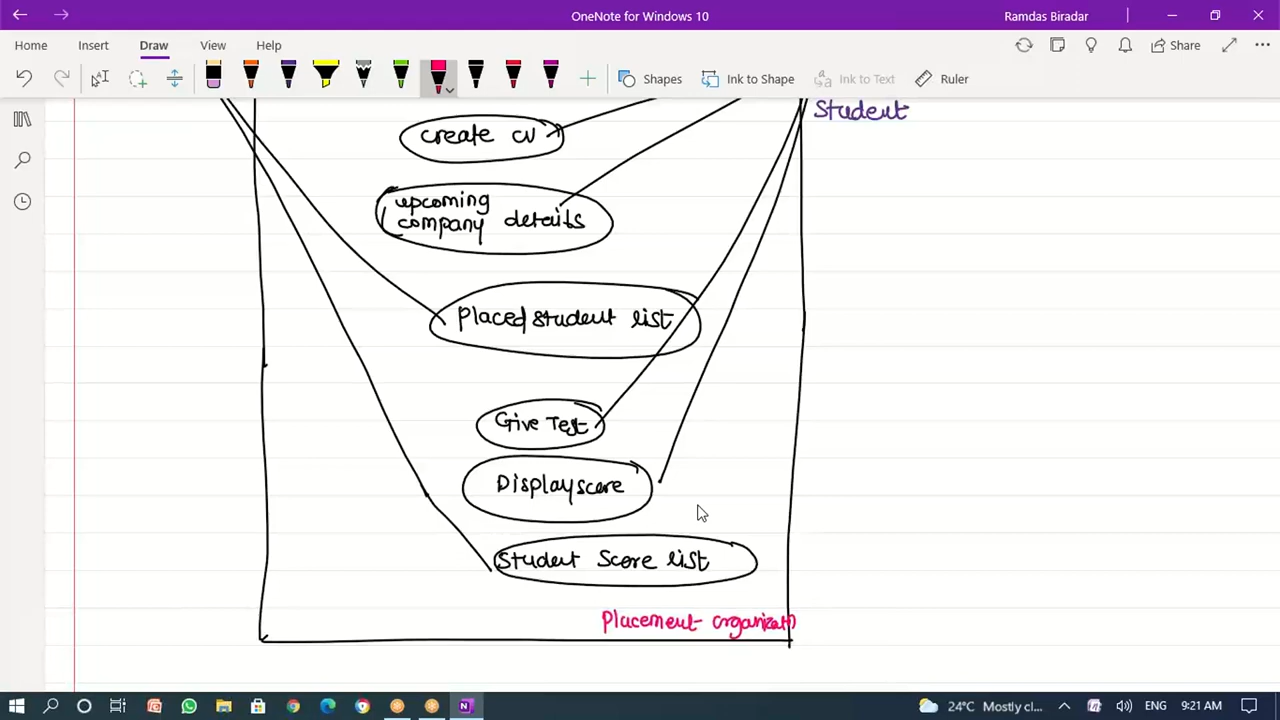 OneNote for Windows 10
Ramdas Biradar
Home Insert Draw View Help
Share
Shapes Ink to Shape Ink to Text Ruler
Student
create cv
upcoming
company details
Placed student list
Give Test
Display score
Student Score list
Placement organizatn
24°C Mostly cl... ENG 9:21 AM